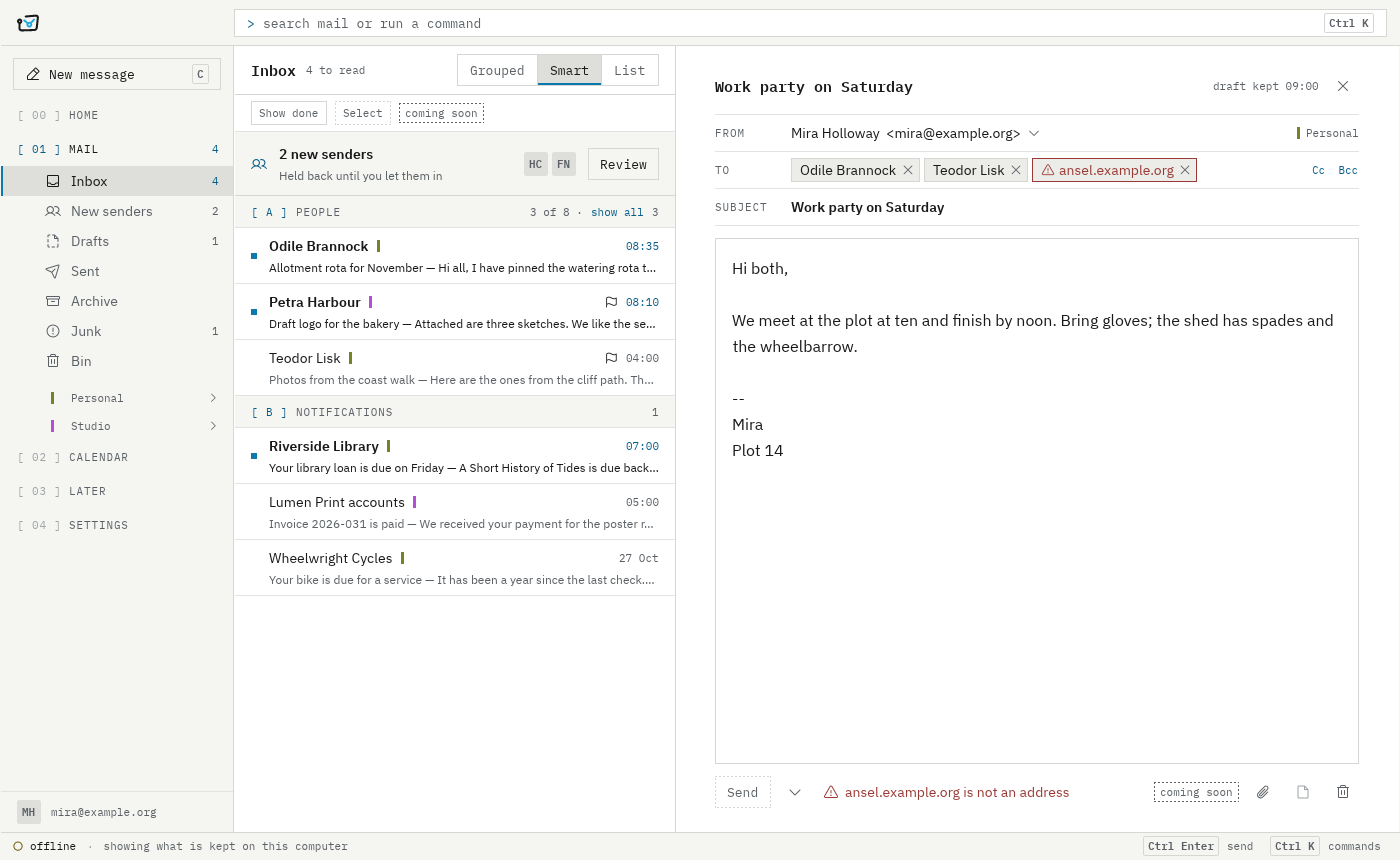 > search mail or run a command Ctrl K
New message C
[ 00 ] HOME
[ 01 ] MAIL 4
Inbox 4
New senders 2
Drafts 1
Sent
Archive
Junk 1
Bin
Personal
Studio
[ 02 ] CALENDAR
[ 03 ] LATER
[ 04 ] SETTINGS
MH mira@example.org
Inbox 4 to read Grouped Smart List
Show done Select coming soon
2 new senders
Held back until you let them in
HC FN Review
[ A ] PEOPLE 3 of 8 · show all 3
Odile Brannock 08:35
Allotment rota for November — Hi all, I have pinned the watering rota t…
Petra Harbour 08:10
Draft logo for the bakery — Attached are three sketches. We like the se…
Teodor Lisk 04:00
Photos from the coast walk — Here are the ones from the cliff path. Th…
[ B ] NOTIFICATIONS 1
Riverside Library 07:00
Your library loan is due on Friday — A Short History of Tides is due back…
Lumen Print accounts 05:00
Invoice 2026-031 is paid — We received your payment for the poster r…
Wheelwright Cycles 27 Oct
Your bike is due for a service — It has been a year since the last check.…
Work party on Saturday draft kept 09:00
FROM Mira Holloway <mira@example.org> Personal
TO Odile Brannock Teodor Lisk ansel.example.org Cc Bcc
SUBJECT Work party on Saturday
Hi both,
We meet at the plot at ten and finish by noon. Bring gloves; the shed has spades and
the wheelbarrow.
--
Mira
Plot 14
Send ansel.example.org is not an address coming soon
offline · showing what is kept on this computer Ctrl Enter send Ctrl K commands